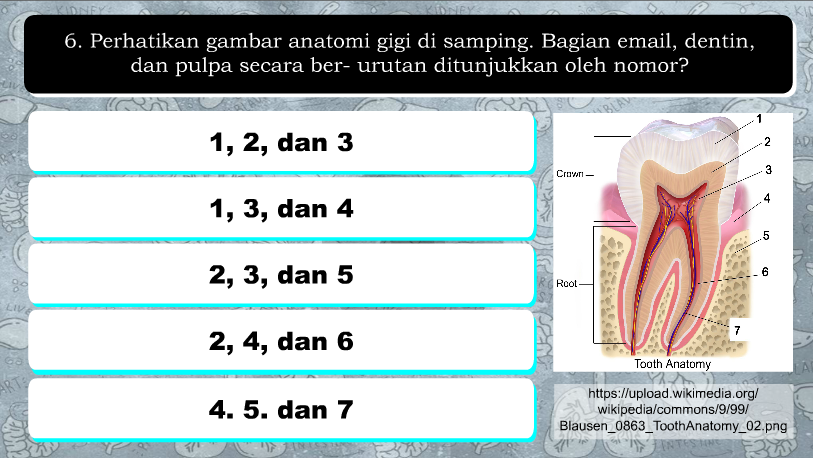 6. Perhatikan gambar anatomi gigi di samping. Bagian email, dentin,
dan pulpa secara ber- urutan ditunjukkan oleh nomor?
1, 2, dan 3
1, 3, dan 4
2, 3, dan 5
2, 4, dan 6
4. 5. dan 7
1
2
3
Crown
4
5
6
Root
7
Tooth Anatomy
https://upload.wikimedia.org/
wikipedia/commons/9/99/
Blausen_0863_ToothAnatomy_02.png